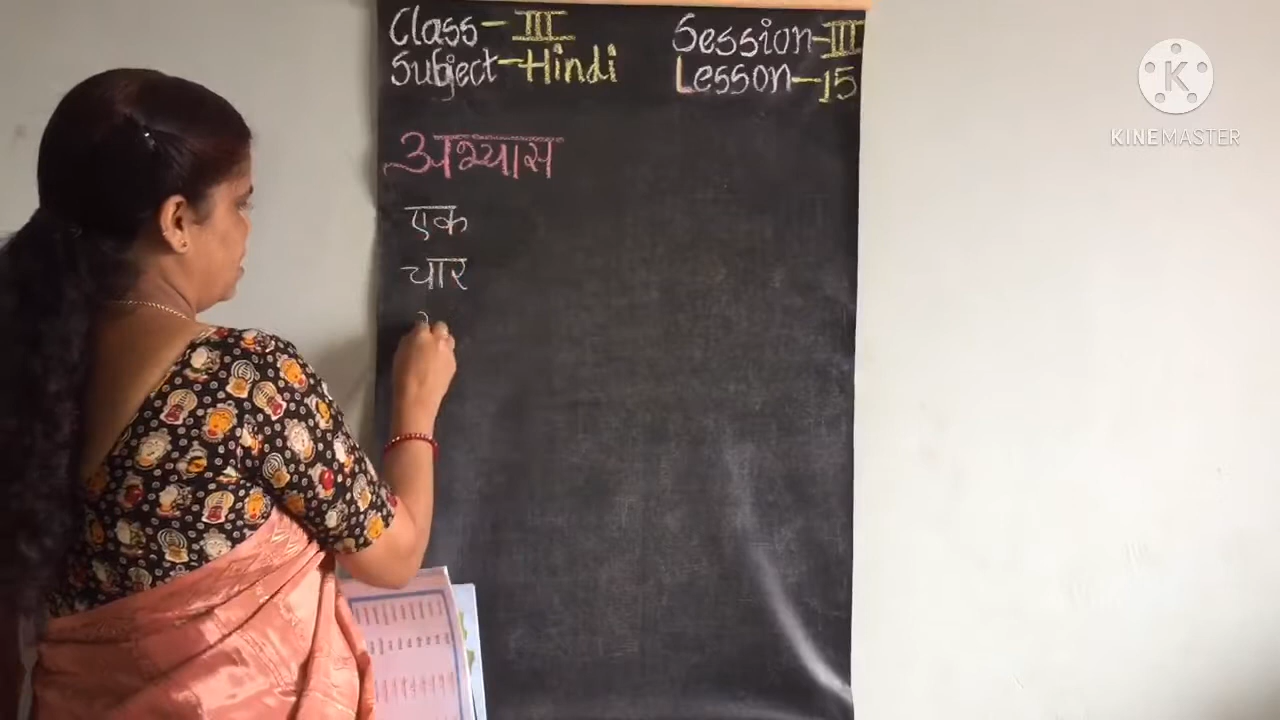 Class-III Session-III
Subject-Hindi Lesson-15
अभ्यास
एक
चार
KINEMASTER